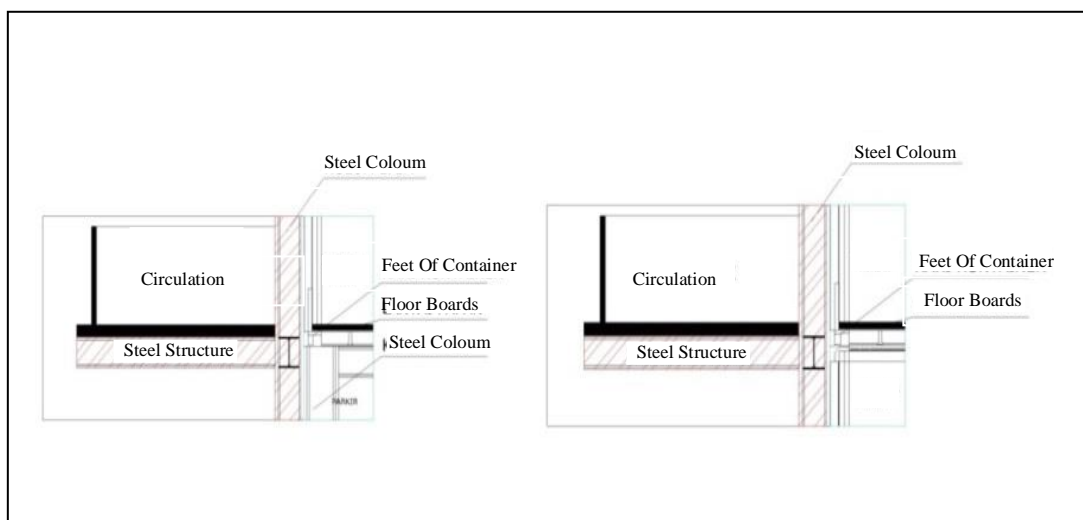 Steel Coloum
Circulation
Feet Of Container
Floor Boards
Steel Structure
Steel Coloum
Steel Coloum
Circulation
Feet Of Container
Floor Boards
Steel Structure